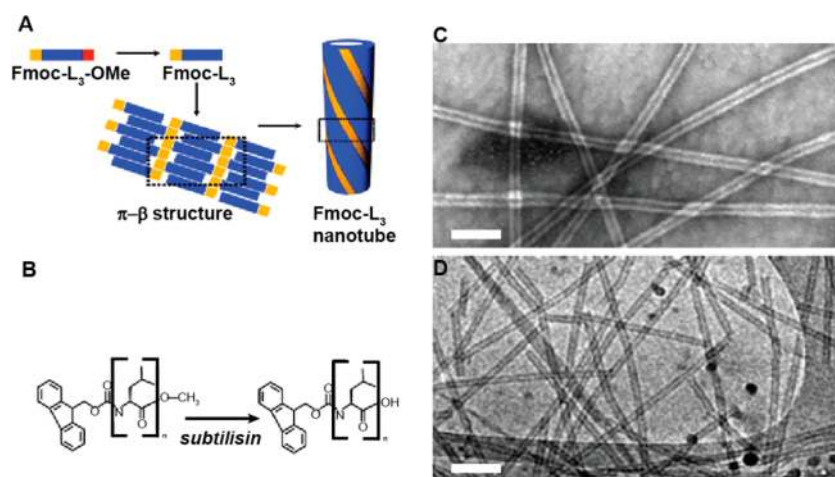 A
Fmoc-L3-OMe
Fmoc-L3
π–β structure
Fmoc-L3
nanotube
B
O
O
N
O
O–CH3
n
subtilisin
O
O
N
O
OH
n
C
D